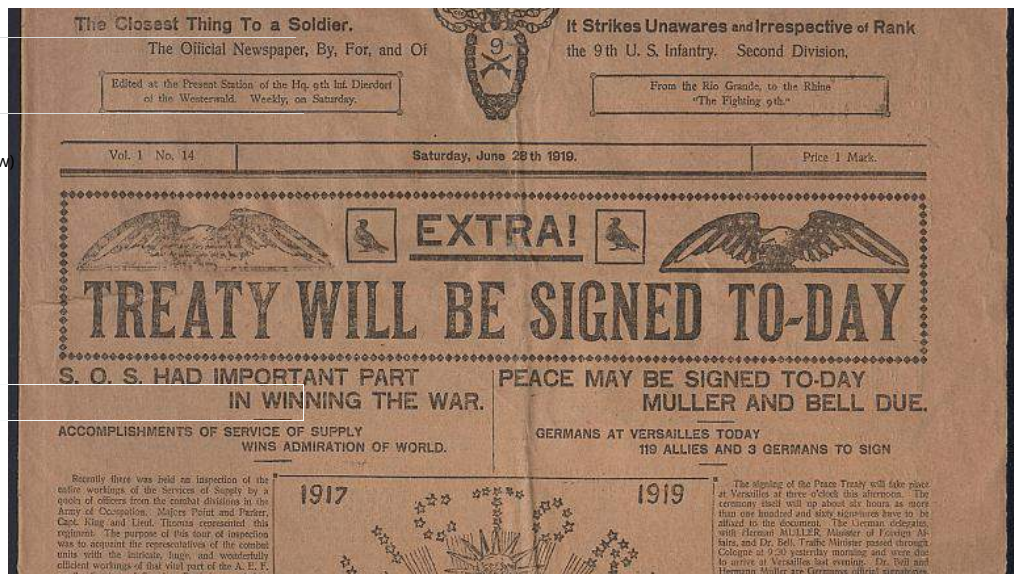 The Closest Thing To a Soldier.
It Strikes Unawares and Irrespective of Rank
The Official Newspaper, By, For, and Of
9
the 9th U. S. Infantry. Second Division,
Edited at the Present Station of the Hq. 9th Inf. Dierdorf
of the Westerwald. Weekly, on Saturday.
From the Rio Grande, to the Rhine
"The Fighting 9th."
Vol. 1 No. 14
Saturday, June 28th 1919.
Price 1 Mark.
EXTRA!
TREATY WILL BE SIGNED TO-DAY
S. O. S. HAD IMPORTANT PART
IN WINNING THE WAR.
ACCOMPLISHMENTS OF SERVICE OF SUPPLY
WINS ADMIRATION OF WORLD.
PEACE MAY BE SIGNED TO-DAY
MULLER AND BELL DUE.
GERMANS AT VERSAILLES TODAY
119 ALLIES AND 3 GERMANS TO SIGN
Recently there was held an inspection of the
entire workings of the Services of Supply by a
quota of officers from the combat divisions in the
Army of Occupation. Majors Point and Parker,
Capt. King and Lieut. Thomas represented this
regiment. The purpose of this tour of inspection
was to acquaint the representatives of the combat
units with the intricate, huge, and wonderfully
efficient workings of that vital part of the A. E. F.
1917
1919
The signing of the Peace Treaty will take place
at Versailles at three o'clock this afternoon. The
ceremony itself will up about six hours as more
than one hundred and sixty signatures have to be
affixed to the document. The German delegates,
with Herman MULLER, Minister of Foreign Af-
fairs, and Dr. Bell, Traffic Minister passed through
Cologne at 9:30 yesterday morning and were due
to arrive at Versailles last evening. Dr. Bell and
Hermann Muller are Germanys official signatories
w)